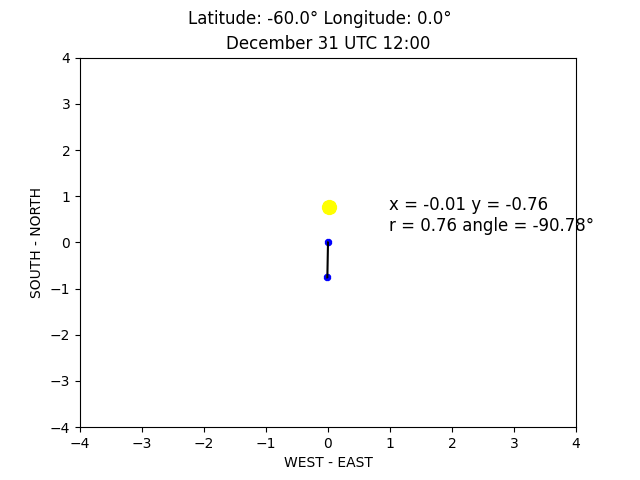 Latitude: -60.0° Longitude: 0.0°
December 31 UTC 12:00
4
3
2
1
0
−1
−2
−3
−4
SOUTH - NORTH
x = -0.01 y = -0.76
r = 0.76 angle = -90.78°
−4 −3 −2 −1 0 1 2 3 4
WEST - EAST